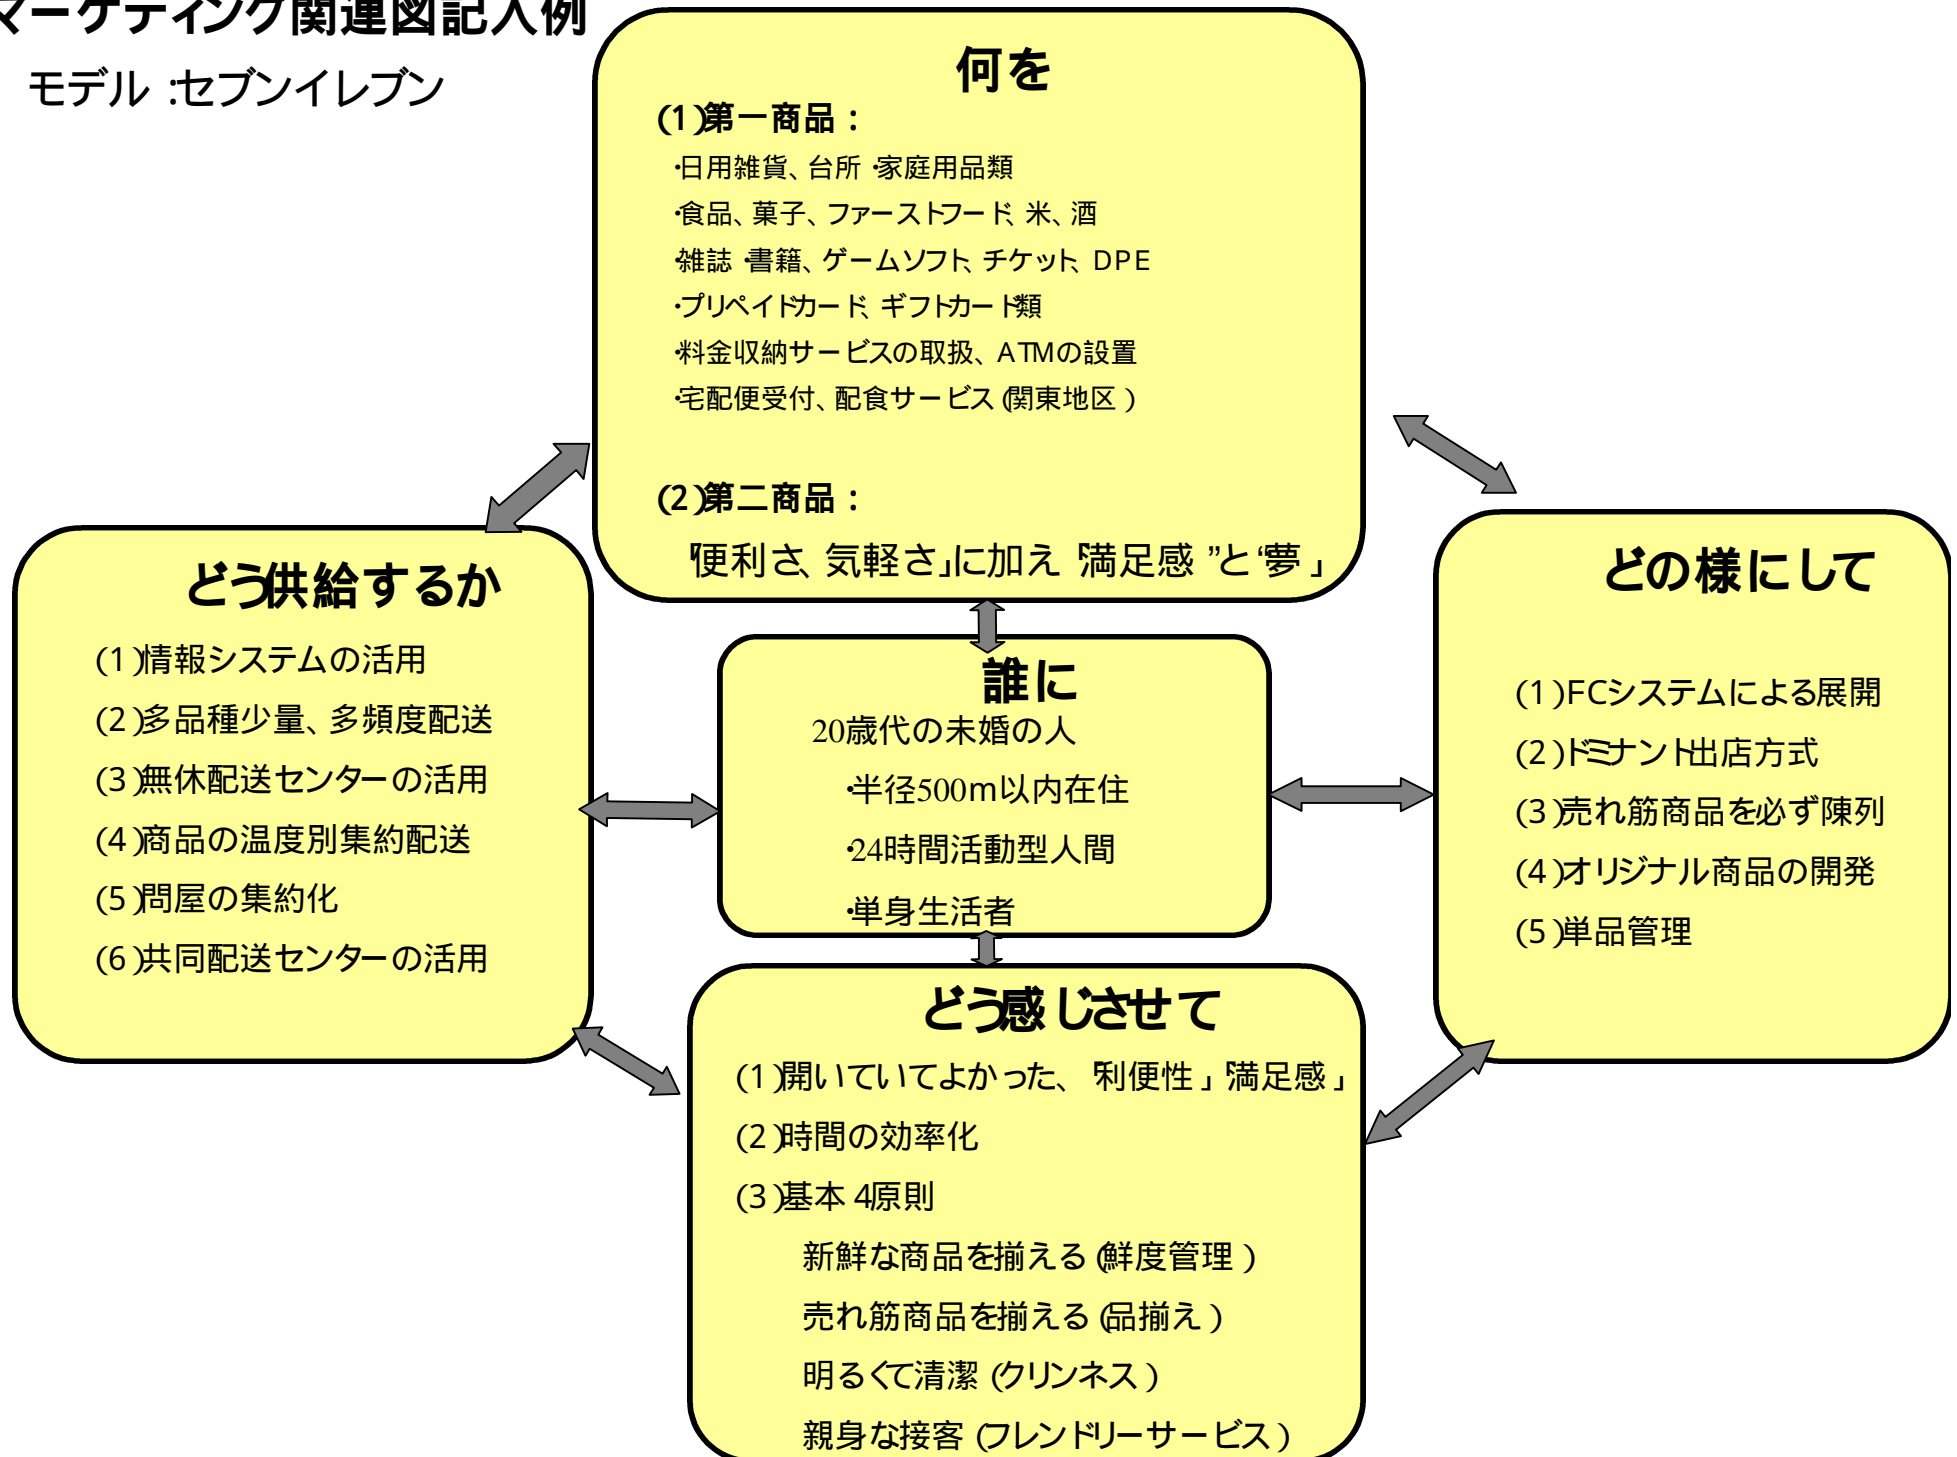 マーケティング関連図記入例
モデル：セブンイレブン
何を
(1)第一商品：
・日用雑貨、台所・家庭用品類
・食品、菓子、ファーストフード、米、酒
・雑誌・書籍、ゲームソフト、チケット、DPE
・プリペイドカード、ギフトカード類
・料金収納サービスの取扱、ATMの設置
・宅配便受付、配食サービス(関東地区)
(2)第二商品：
「便利さ、気軽さ」に加え「満足感”と“夢」
どう供給するか
(1)情報システムの活用
(2)多品種少量、多頻度配送
(3)無休配送センターの活用
(4)商品の温度別集約配送
(5)問屋の集約化
(6)共同配送センターの活用
誰に
20歳代の未婚の人
・半径500m以内在住
・24時間活動型人間
・単身生活者
どの様にして
(1)FCシステムによる展開
(2)ドミナント出店方式
(3)売れ筋商品を必ず陳列
(4)オリジナル商品の開発
(5)単品管理
どう感じさせて
(1)開いていてよかった、「利便性」「満足感」
(2)時間の効率化
(3)基本4原則
新鮮な商品を揃える(鮮度管理)
売れ筋商品を揃える(品揃え)
明るくて清潔(クリンネス)
親身な接客(フレンドリーサービス)